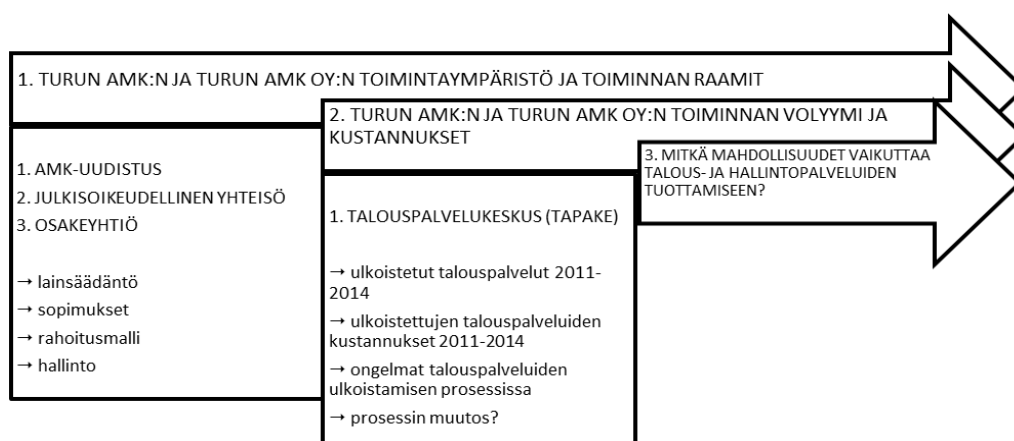 1. TURUN AMK:N JA TURUN AMK OY:N TOIMINTAYMPÄRISTÖ JA TOIMINNAN RAAMIT
1. AMK-UUDISTUS
2. JULKISOIKEUDELLINEN YHTEISÖ
3. OSAKEYHTIÖ
→ lainsäädäntö
→ sopimukset
→ rahoitusmalli
→ hallinto
2. TURUN AMK:N JA TURUN AMK OY:N TOIMINNAN VOLYYMI JA
KUSTANNUKSET
1. TALOUSPALVELUKESKUS (TAPAKE)
→ ulkoistetut talouspalvelut 2011-
2014
→ ulkoistettujen talouspalveluiden
kustannukset 2011-2014
→ ongelmat talouspalveluiden
ulkoistamisen prosessissa
→ prosessin muutos?
3. MITKÄ MAHDOLLISUUDET VAIKUTTAA
TALOUS- JA HALLINTOPALVELUIDEN
TUOTTAMISEEN?